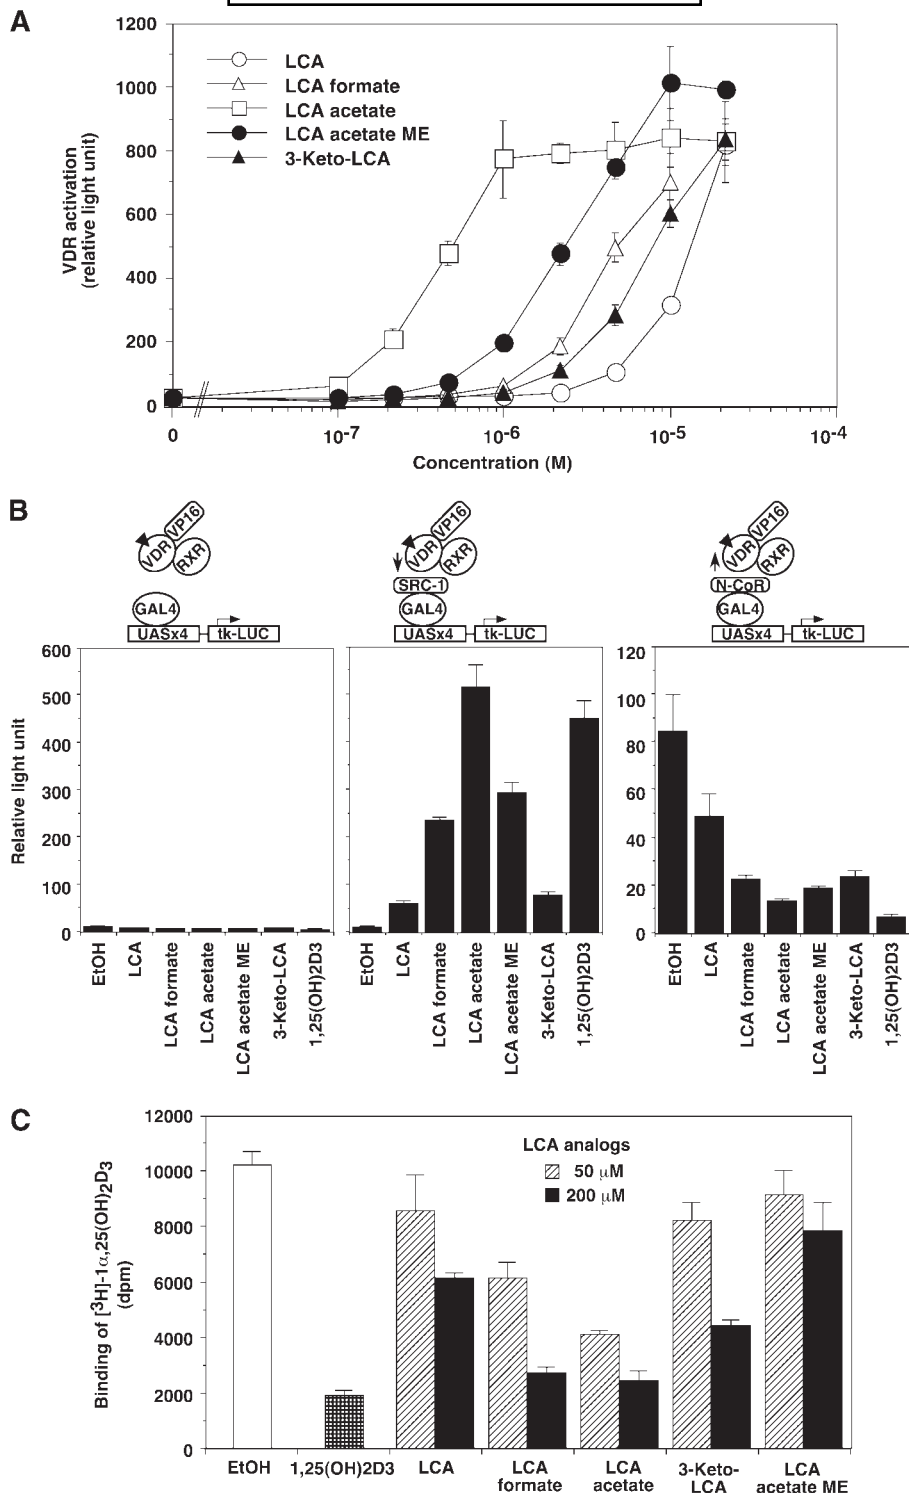 A
1200
1000
800
600
400
200
0
VDR activation
(relative light unit)
LCA
LCA formate
LCA acetate
LCA acetate ME
3-Keto-LCA
0
10-7
10-6
10-5
10-4
Concentration (M)
B
VP16
VDR
RXR
GAL4
UASx4
tk-LUC
VP16
VDR
RXR
SRC-1
GAL4
UASx4
tk-LUC
VP16
VDR
RXR
N-CoR
GAL4
UASx4
tk-LUC
Relative light unit
600
500
400
300
200
100
0
EtOH
LCA
LCA formate
LCA acetate
LCA acetate ME
3-Keto-LCA
1,25(OH)2D3
EtOH
LCA
LCA formate
LCA acetate
LCA acetate ME
3-Keto-LCA
1,25(OH)2D3
120
100
80
60
40
20
0
EtOH
LCA
LCA formate
LCA acetate
LCA acetate ME
3-Keto-LCA
1,25(OH)2D3
C
Binding of [3H]-1α,25(OH)2D3
(dpm)
12000
10000
8000
6000
4000
2000
0
LCA analogs
50 µM
200 µM
EtOH
1,25(OH)2D3
LCA
LCA
formate
LCA
acetate
3-Keto-
LCA
LCA
acetate ME